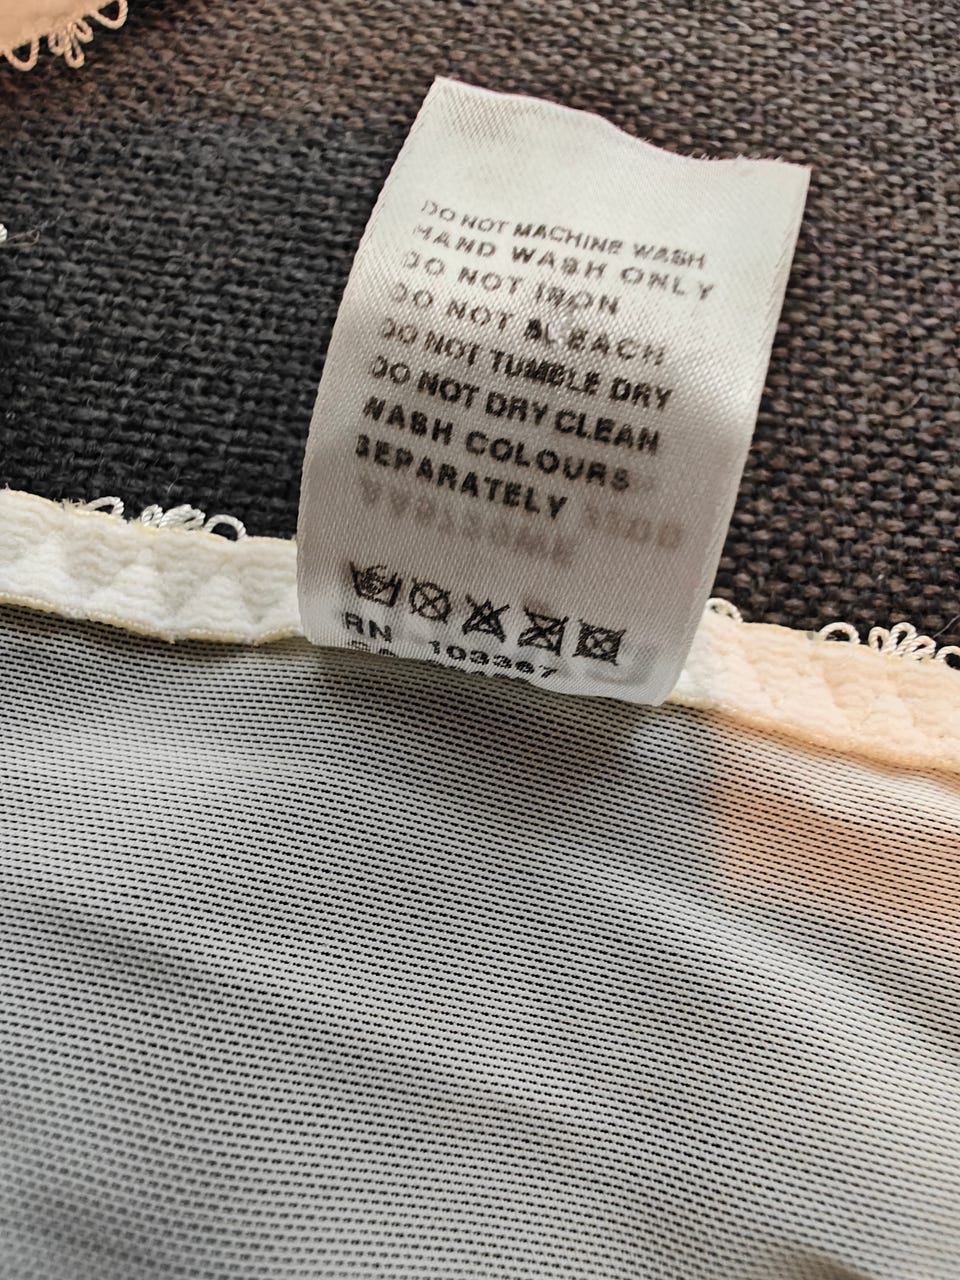 DO NOT MACHINE WASH
HAND WASH ONLY
DO NOT IRON
DO NOT BLEACH
DO NOT TUMBLE DRY
DO NOT DRY CLEAN
WASH COLOURS
SEPARATELY
RN 103367